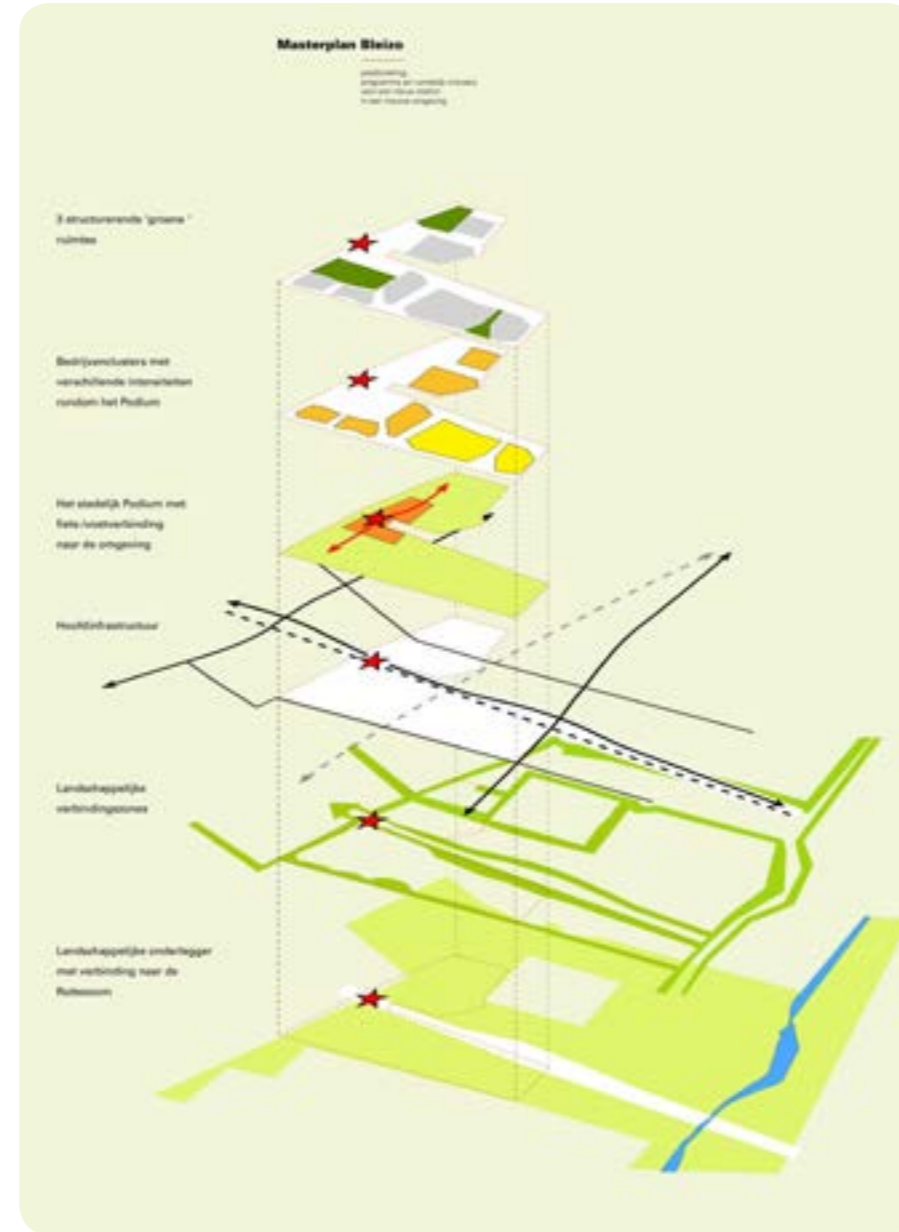 Masterplan Bleizo
3 structurerende 'groene '
ruimtes
Bedrijvenclusters met
verschillende intensiteiten
rondom het Podium
Het stedelijk Podium met
fiets-/voetverbinding
naar de omgeving
Hoofdinfrastructuur
Landschappelijke
verbindingszones
Landschappelijke onderlegger
met verbinding naar de
Rottezoom